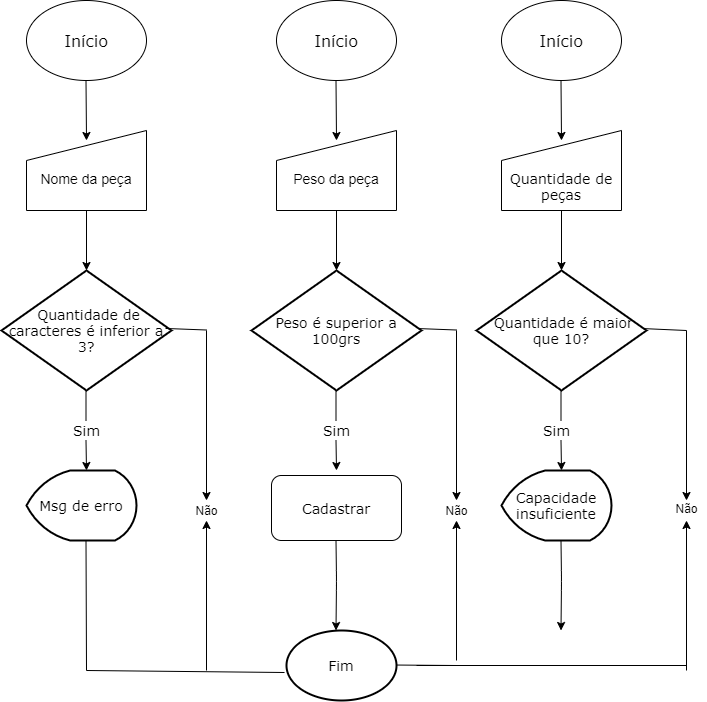 Início
Início
Início
Nome da peça
Peso da peça
Quantidade de
peças
Quantidade de
caracteres é inferior a
3?
Peso é superior a
100grs
Quantidade é maior
que 10?
Sim
Sim
Sim
Msg de erro
Não
Cadastrar
Não
Capacidade
insuficiente
Não
Fim